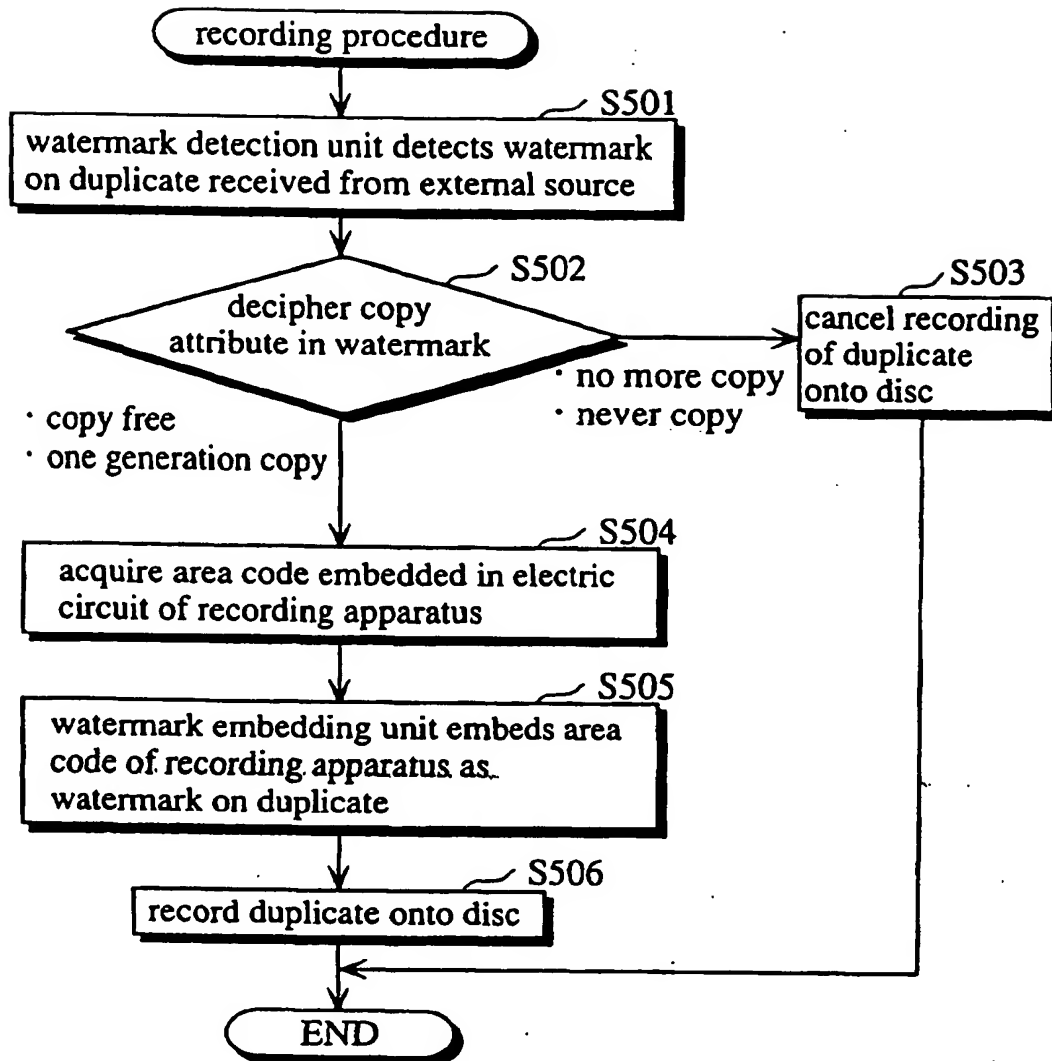 recording procedure
S501
watermark detection unit detects watermark
on duplicate received from external source
S502
decipher copy
attribute in watermark
S503
cancel recording
of duplicate
onto disc
· no more copy
· never copy
· copy free
· one generation copy
S504
acquire area code embedded in electric
circuit of recording apparatus
S505
watermark embedding unit embeds area
code of recording apparatus as
watermark on duplicate
S506
record duplicate onto disc
END